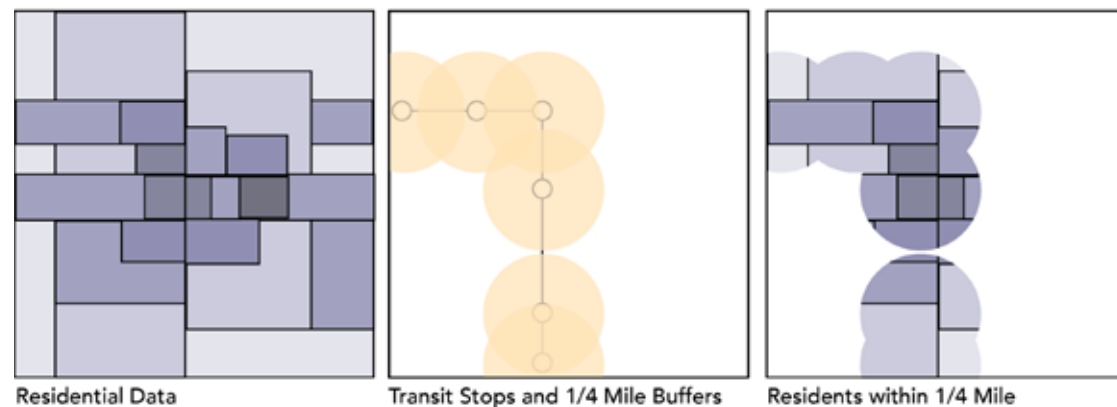 Residential Data
Transit Stops and 1/4 Mile Buffers
Residents within 1/4 Mile